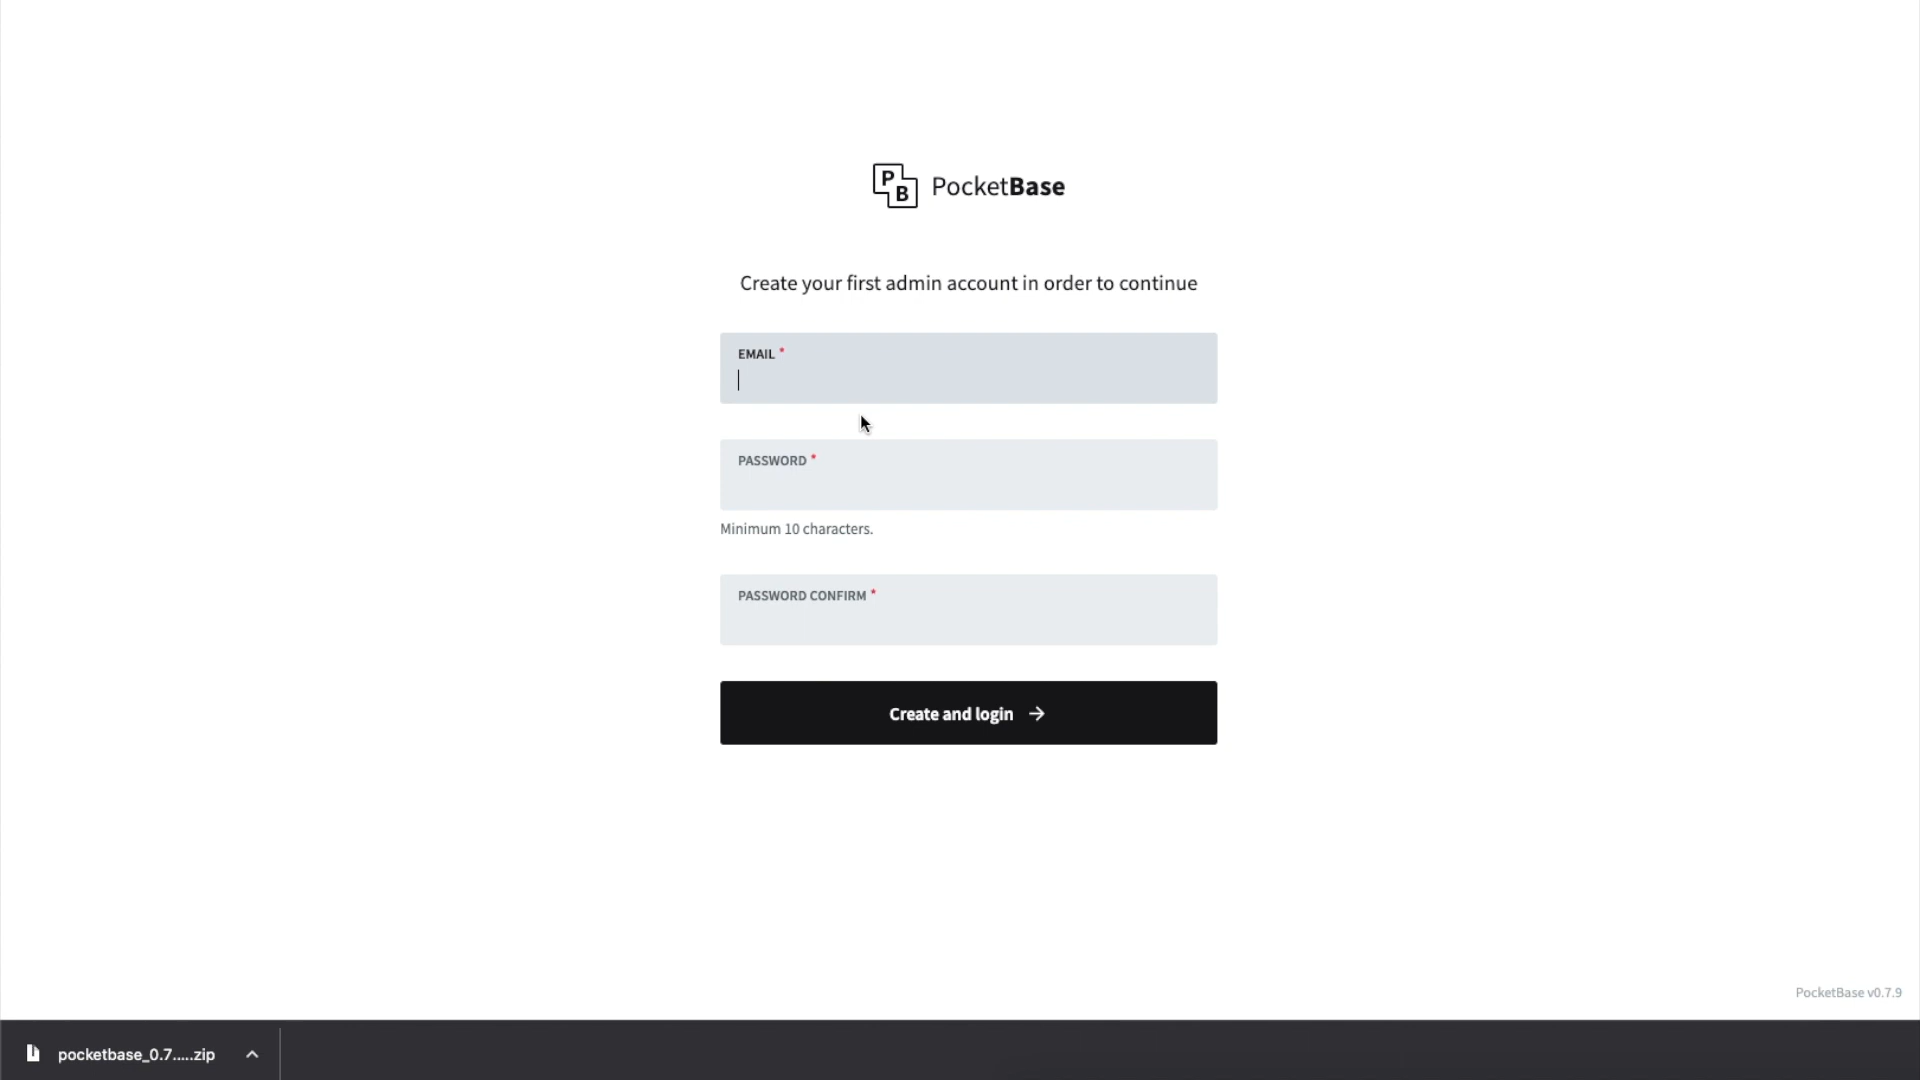 PB PocketBase
Create your first admin account in order to continue
EMAIL *
PASSWORD *
Minimum 10 characters.
PASSWORD CONFIRM *
Create and login →
PocketBase v0.7.9
pocketbase_0.7.....zip